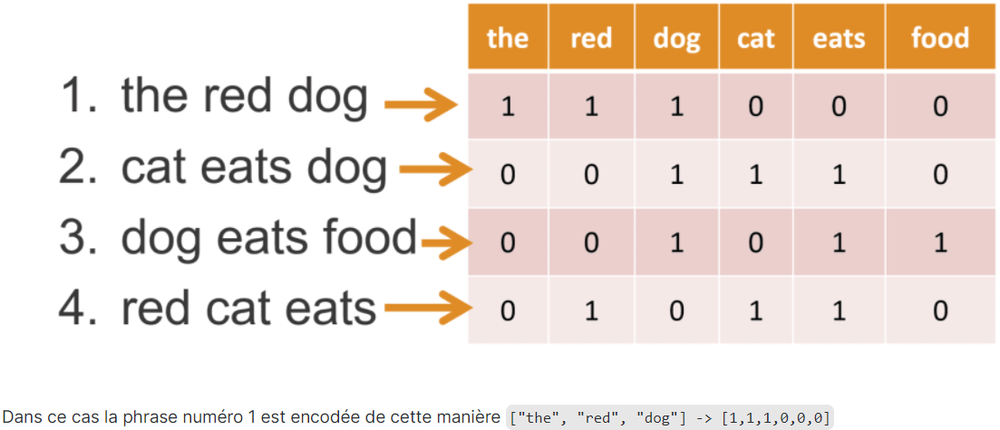 the red dog cat eats food
1. the red dog 1 1 1 0 0 0
2. cat eats dog 0 0 1 1 1 0
3. dog eats food 0 0 1 0 1 1
4. red cat eats 0 1 0 1 1 0
Dans ce cas la phrase numéro 1 est encodée de cette manière ["the", "red", "dog"] -> [1,1,1,0,0,0]